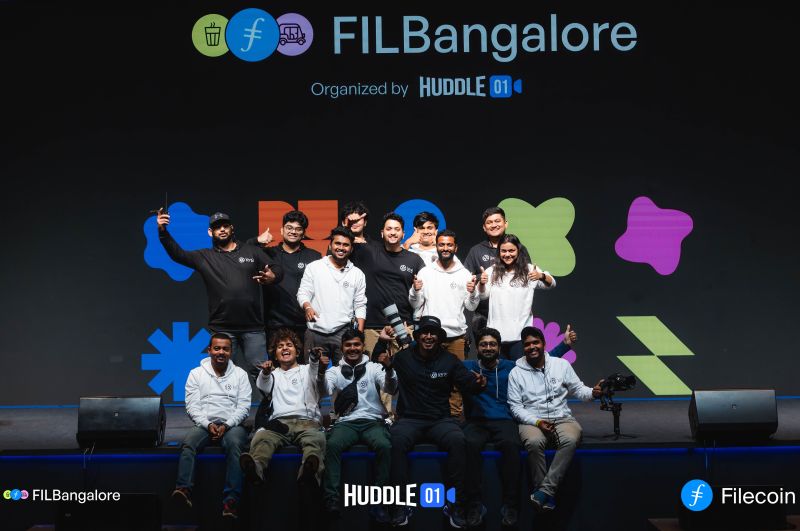 FILBangalore
Organized by HUDDLE 01
FILBangalore
HUDDLE 01
Filecoin